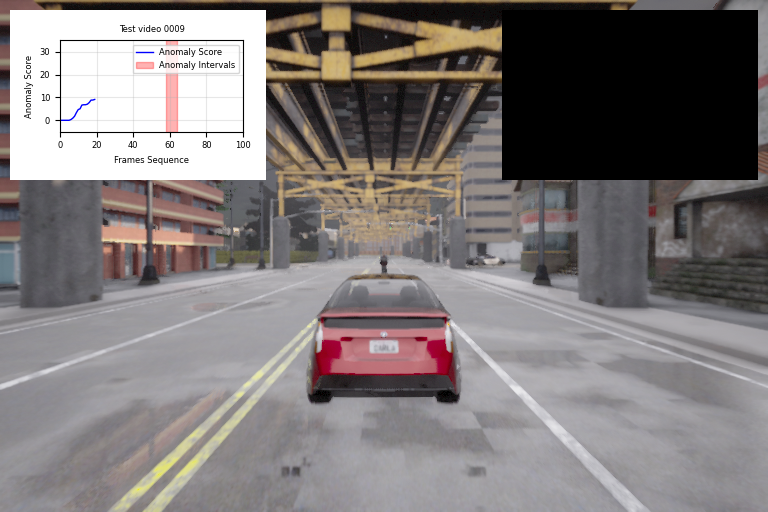 Test video 0009
Anomaly Score
30
20
10
0
Anomaly Score
Anomaly Intervals
0 20 40 60 80 100
Frames Sequence